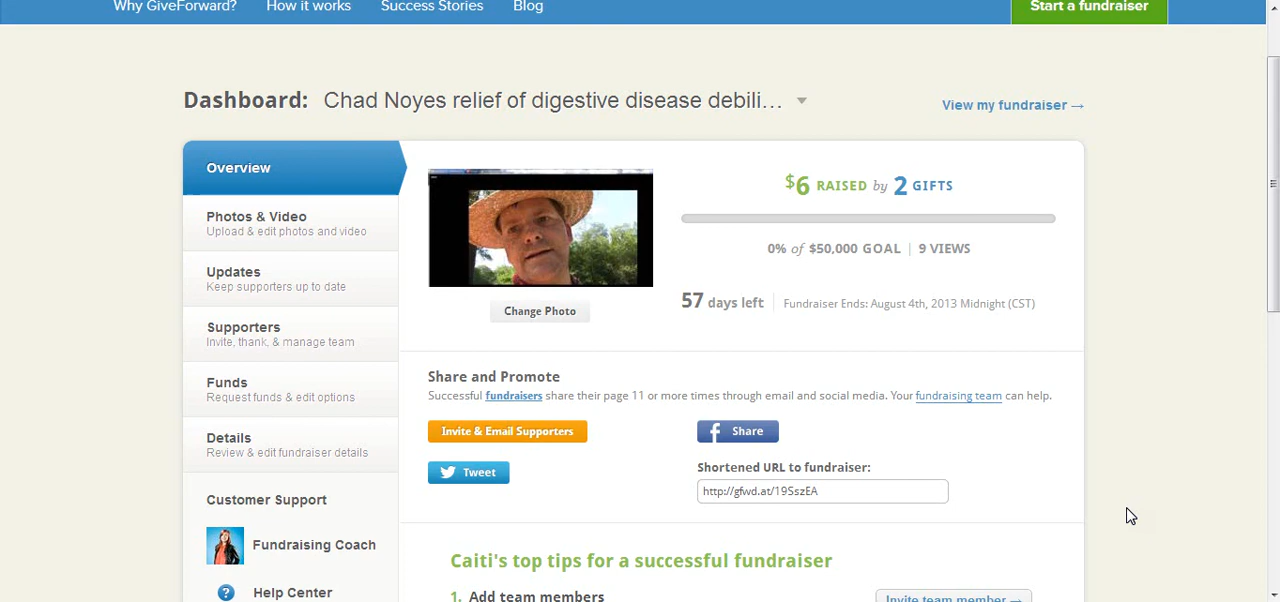 Why GiveForward? How it works Success Stories Blog Start a fundraiser
Dashboard: Chad Noyes relief of digestive disease debili...
View my fundraiser →
Overview
Photos & Video
Upload & edit photos and video
Updates
Keep supporters up to date
Supporters
Invite, thank, & manage team
Funds
Request funds & edit options
Details
Review & edit fundraiser details
Customer Support
Fundraising Coach
Help Center
Change Photo
$6 RAISED by 2 GIFTS
0% of $50,000 GOAL | 9 VIEWS
57 days left | Fundraiser Ends: August 4th, 2013 Midnight (CST)
Share and Promote
Successful fundraisers share their page 11 or more times through email and social media. Your fundraising team can help.
Invite & Email Supporters
Share
Tweet
Shortened URL to fundraiser:
http://gfwd.at/19SszEA
Caiti's top tips for a successful fundraiser
1. Add team members
Invite team member →